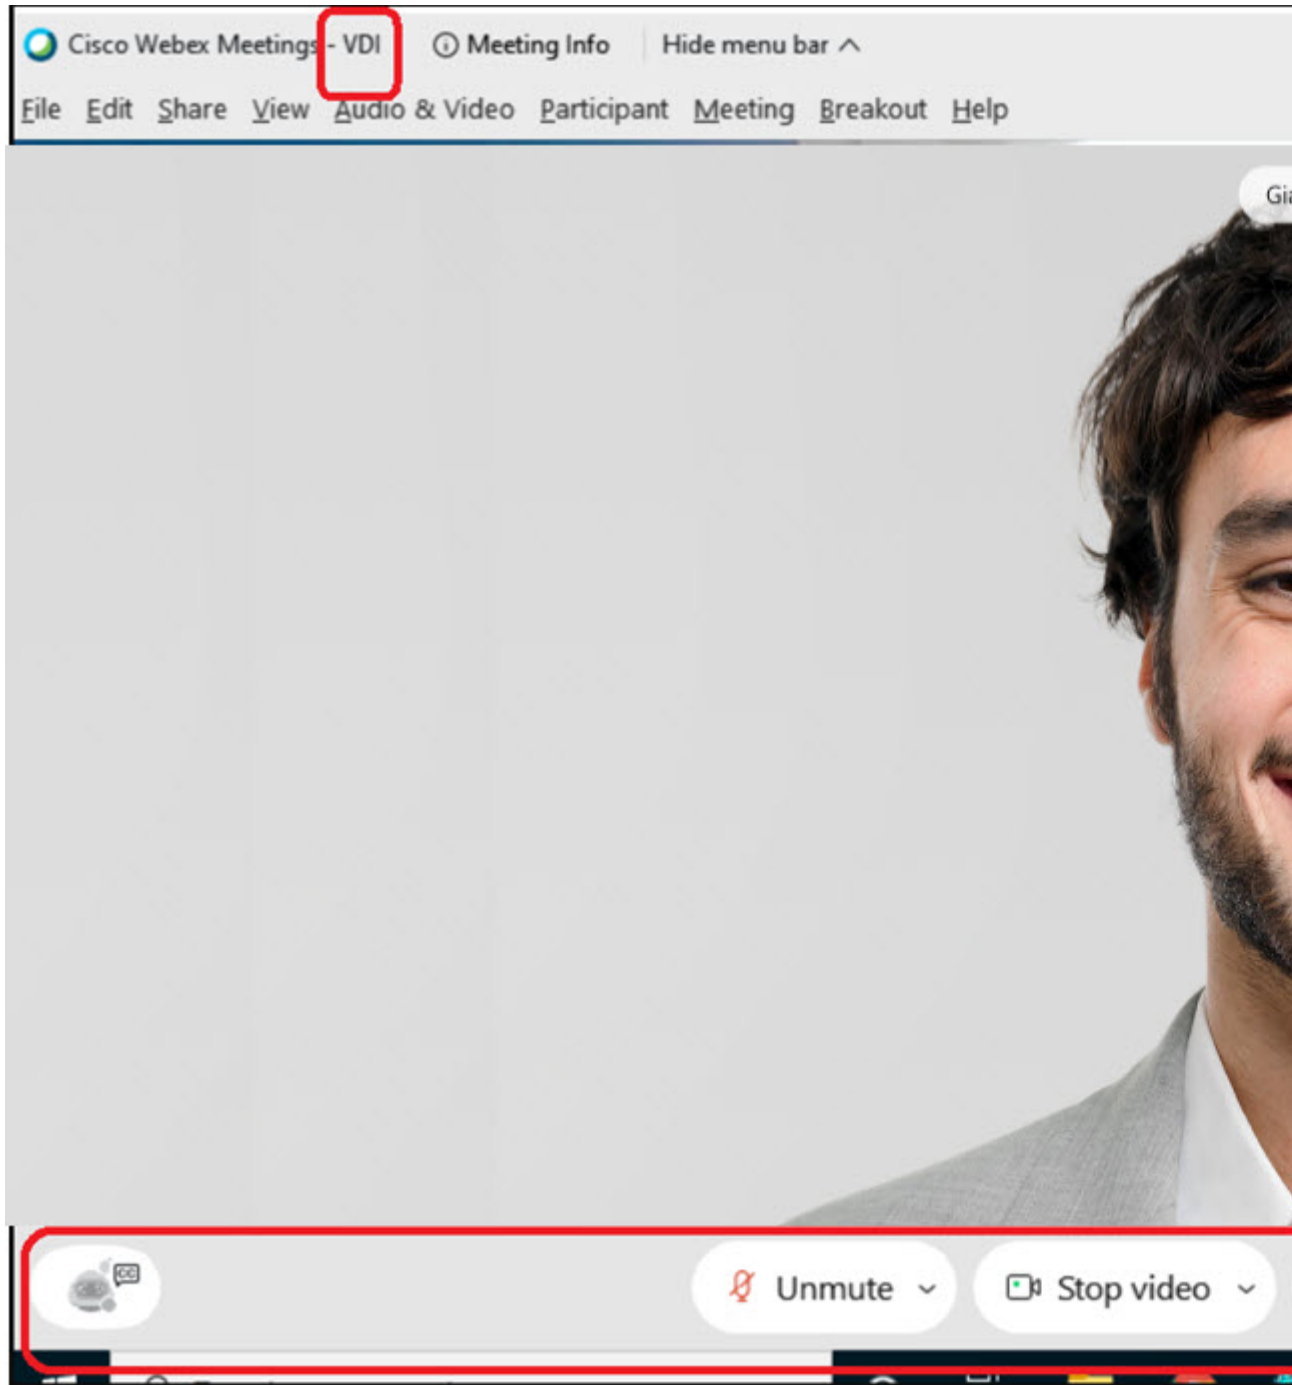 Cisco Webex Meetings - VDI Meeting Info Hide menu bar
File Edit Share View Audio & Video Participant Meeting Breakout Help
CC Unmute Stop video